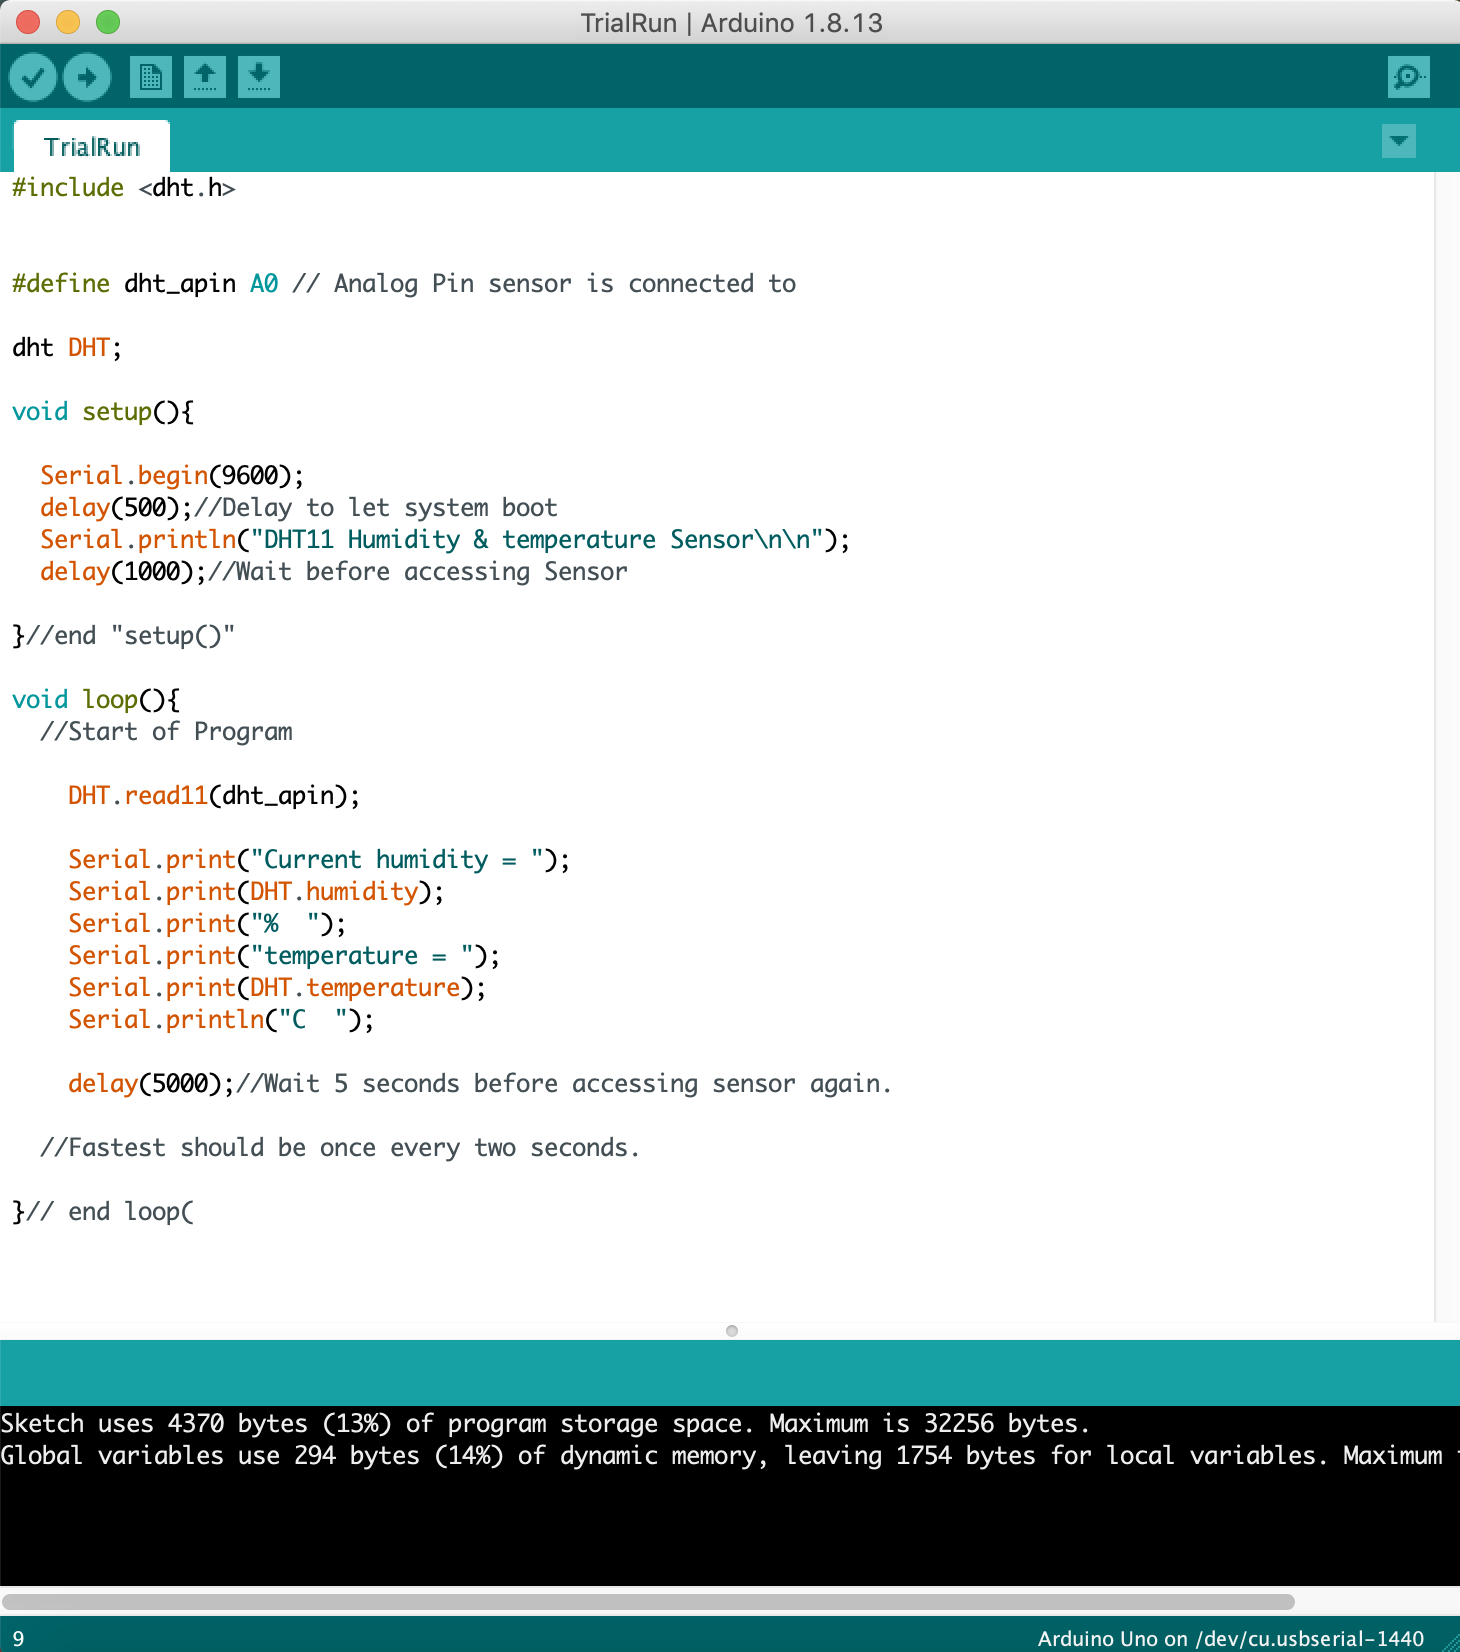 TrialRun | Arduino 1.8.13
TrialRun
#include <dht.h>
#define dht_apin A0 // Analog Pin sensor is connected to
dht DHT;
void setup(){
Serial.begin(9600);
delay(500);//Delay to let system boot
Serial.println("DHT11 Humidity & temperature Sensor\n\n");
delay(1000);//Wait before accessing Sensor
}//end "setup()"
void loop(){
//Start of Program
DHT.read11(dht_apin);
Serial.print("Current humidity = ");
Serial.print(DHT.humidity);
Serial.print("%  ");
Serial.print("temperature = ");
Serial.print(DHT.temperature);
Serial.println("C  ");
delay(5000);//Wait 5 seconds before accessing sensor again.
//Fastest should be once every two seconds.
}// end loop(
Sketch uses 4370 bytes (13%) of program storage space. Maximum is 32256 bytes.
Global variables use 294 bytes (14%) of dynamic memory, leaving 1754 bytes for local variables. Maximum
9
Arduino Uno on /dev/cu.usbserial-1440